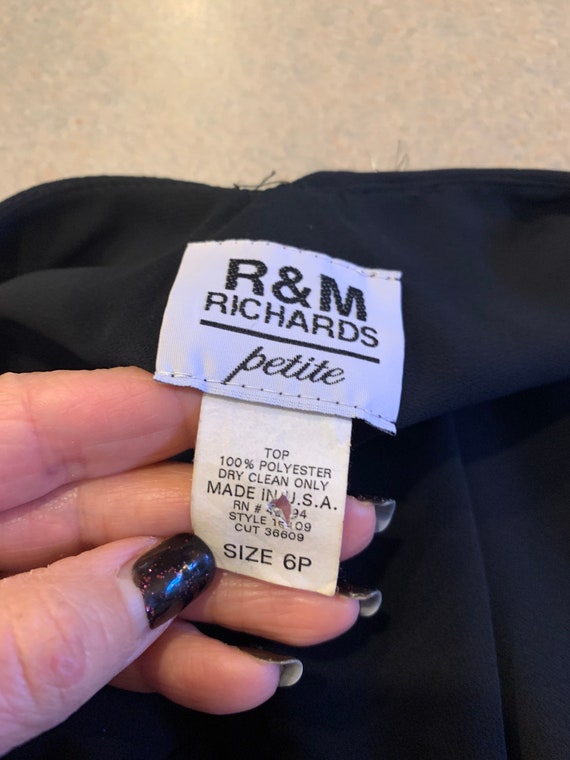 R&M
RICHARDS
petite
TOP
100% POLYESTER
DRY CLEAN ONLY
MADE IN U.S.A.
RN #
STYLE
CUT 36609
SIZE 6P